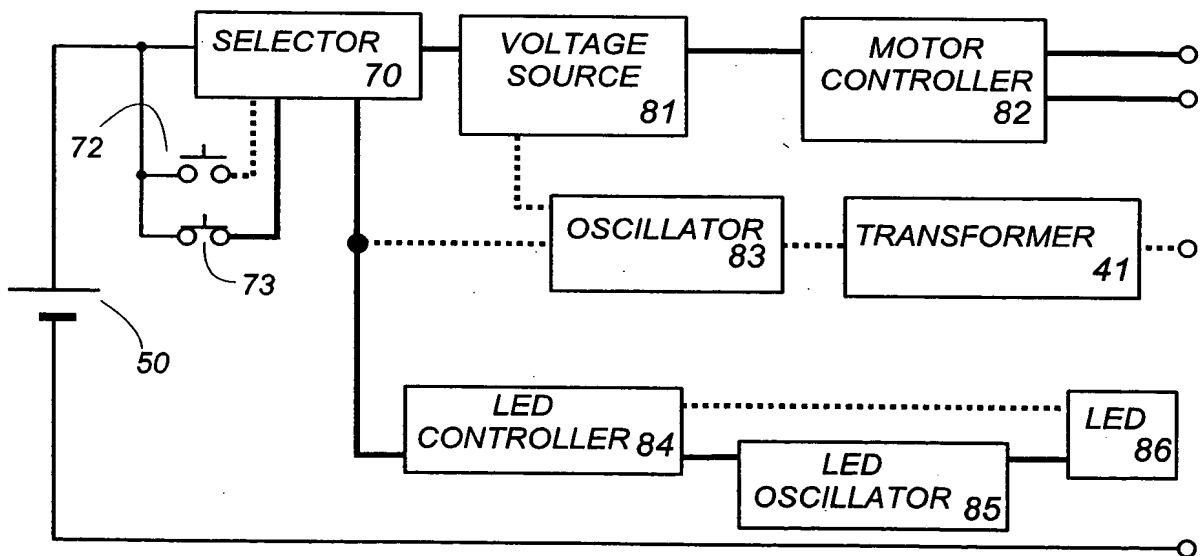 SELECTOR
70
VOLTAGE
SOURCE
81
MOTOR
CONTROLLER
82
72
73
OSCILLATOR
83
TRANSFORMER
41
50
LED
CONTROLLER 84
LED
OSCILLATOR 85
LED
86